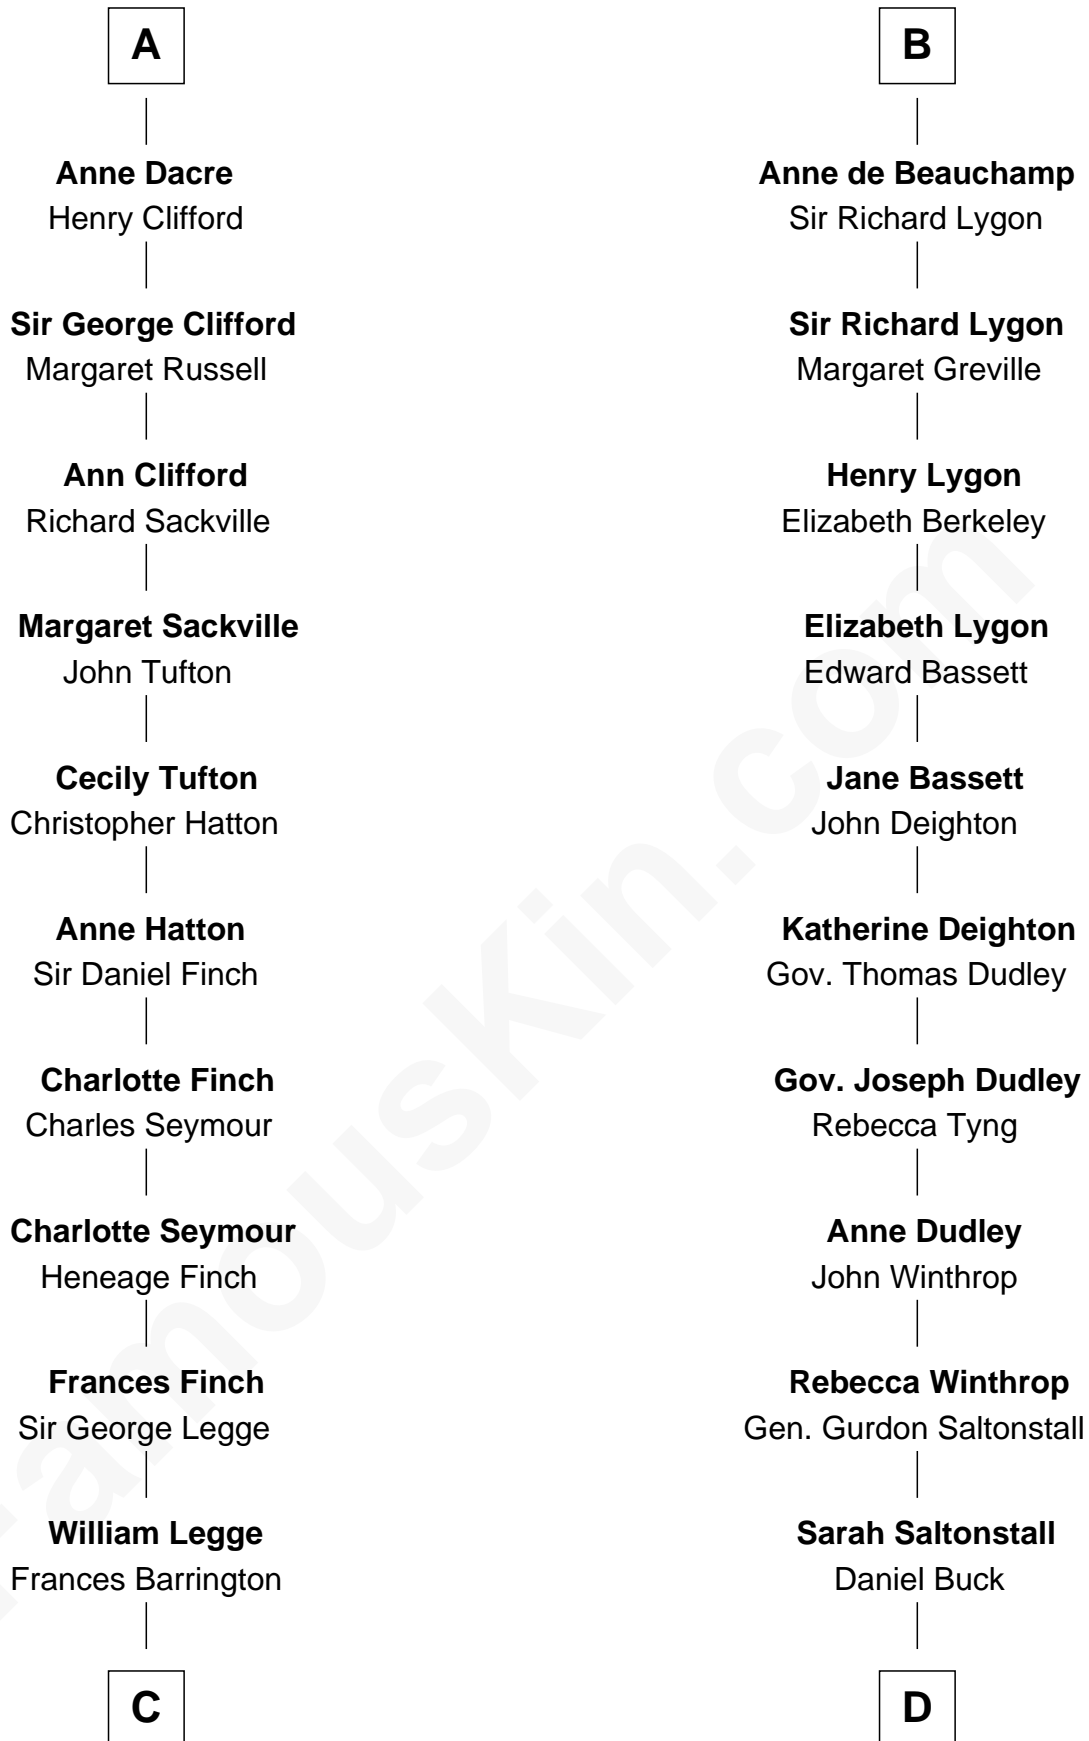 A
Anne Dacre
Henry Clifford
Sir George Clifford
Margaret Russell
Ann Clifford
Richard Sackville
Margaret Sackville
John Tufton
Cecily Tufton
Christopher Hatton
Anne Hatton
Sir Daniel Finch
Charlotte Finch
Charles Seymour
Charlotte Seymour
Heneage Finch
Frances Finch
Sir George Legge
William Legge
Frances Barrington
C
B
Anne de Beauchamp
Sir Richard Lygon
Sir Richard Lygon
Margaret Greville
Henry Lygon
Elizabeth Berkeley
Elizabeth Lygon
Edward Bassett
Jane Bassett
John Deighton
Katherine Deighton
Gov. Thomas Dudley
Gov. Joseph Dudley
Rebecca Tyng
Anne Dudley
John Winthrop
Rebecca Winthrop
Gen. Gurdon Saltonstall
Sarah Saltonstall
Daniel Buck
D
FamousKin.com